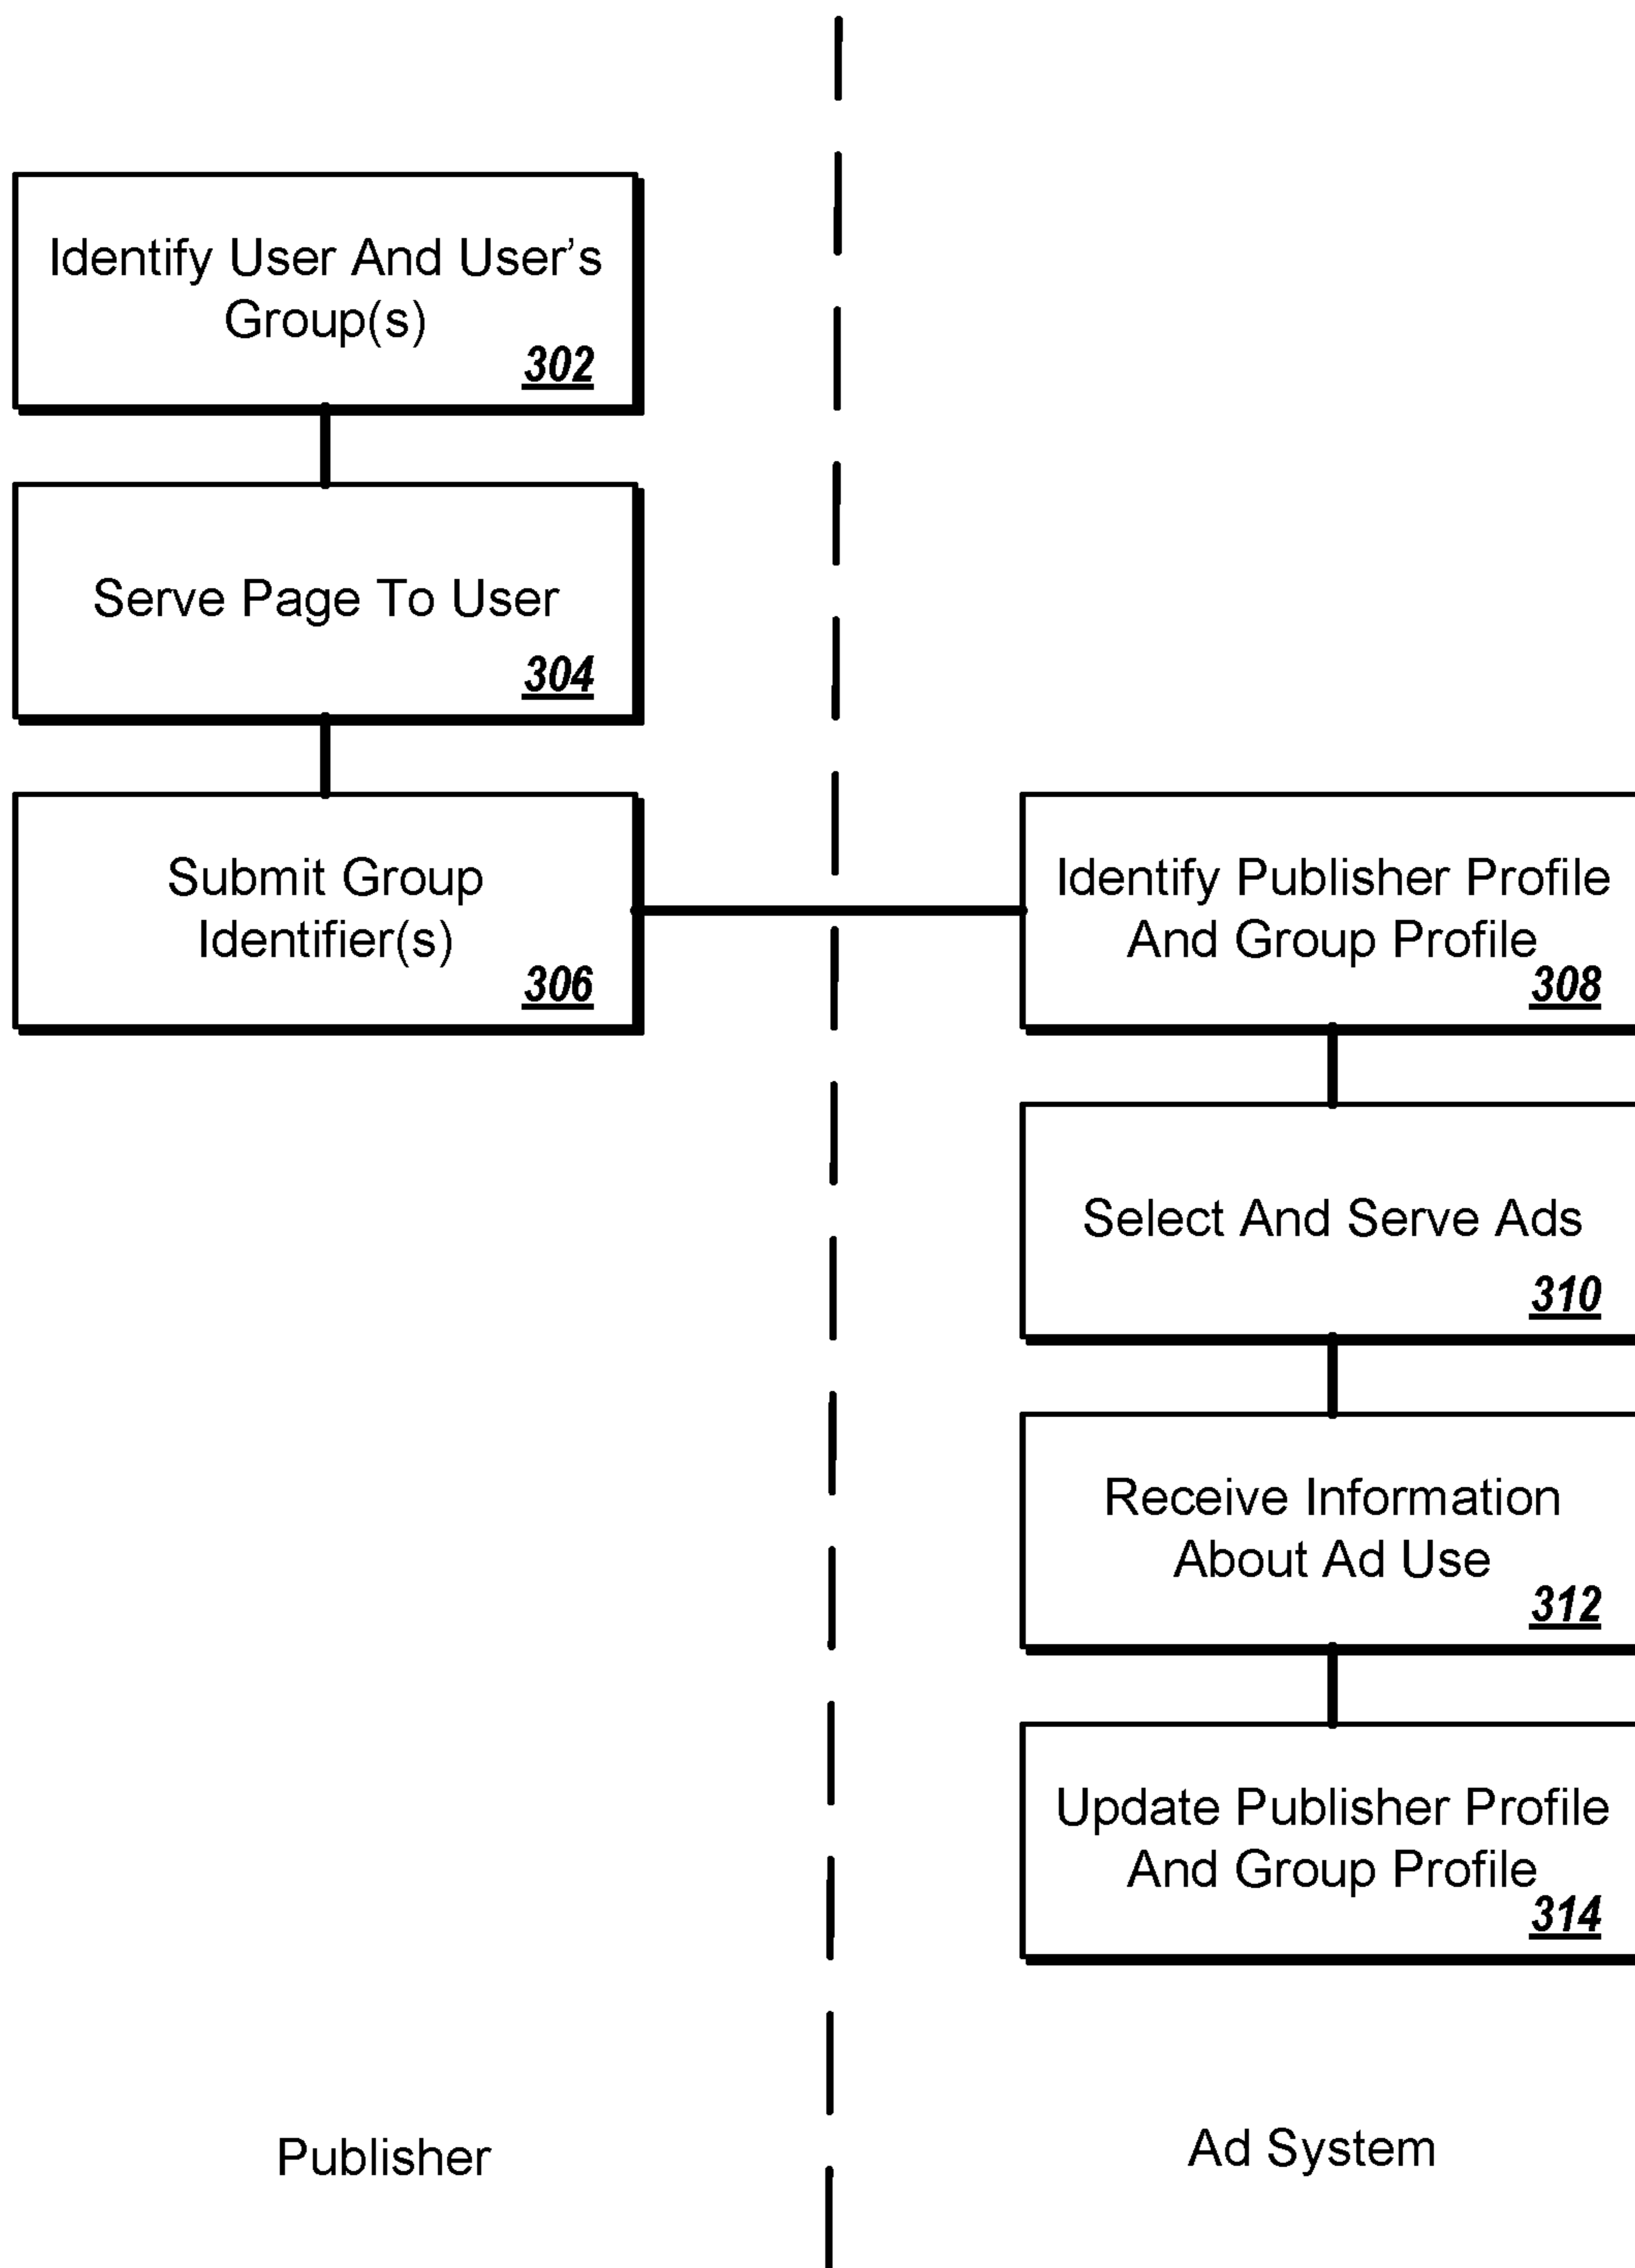 Identify User And User's
Group(s)
302
Serve Page To User
304
Submit Group
Identifier(s)
306
Identify Publisher Profile
And Group Profile
308
Select And Serve Ads
310
Receive Information
About Ad Use
312
Update Publisher Profile
And Group Profile
314
Publisher
Ad System